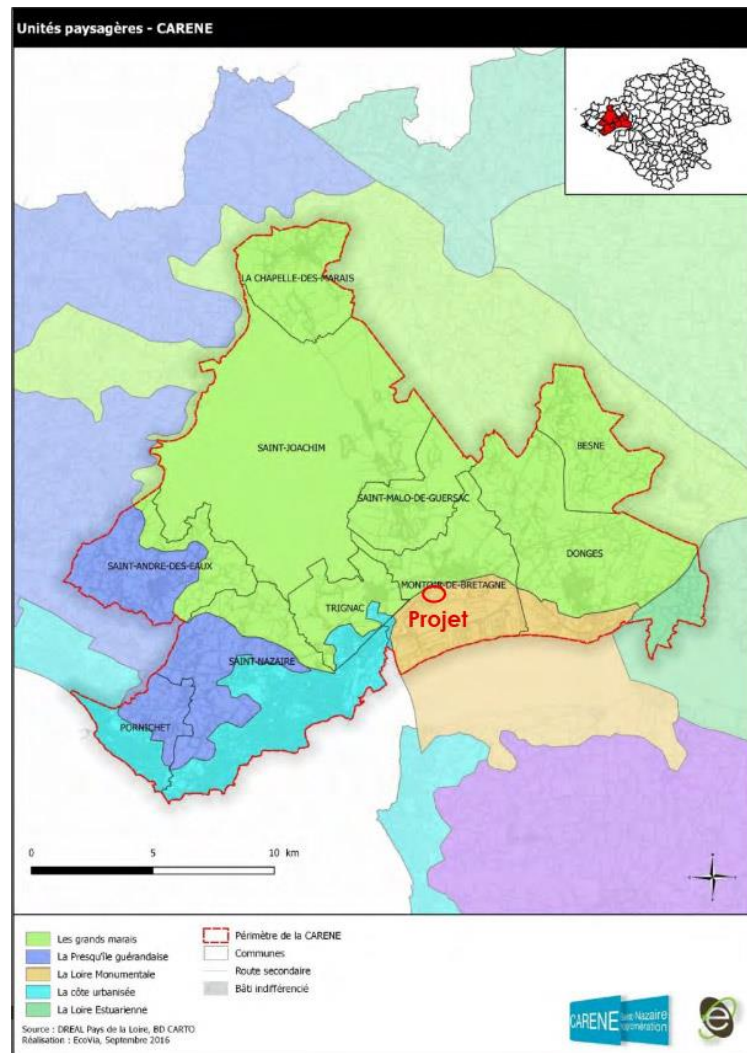 Unités paysagères - CARENE
LA CHAPELLE-DES-MARAIS
SAINT-JOACHIM
BESNE
SAINT-MALO-DE-GUERSAC
DONGES
SAINT-ANDRE-DES-EAUX
MONTOIR-DE-BRETAGNE
TRIGNAC
Projet
SAINT-NAZAIRE
PORNICHET
0 5 10 km
Les grands marais
La Presqu'île guérandaise
La Loire Monumentale
La côte urbanisée
La Loire Estuarienne
Périmètre de la CARENE
Communes
Route secondaire
Bâti indifférencié
Source : DREAL Pays de la Loire, BD CARTO
Réalisation : EcoVia, Septembre 2016
CARENE Saint-Nazaire
agglomération
e